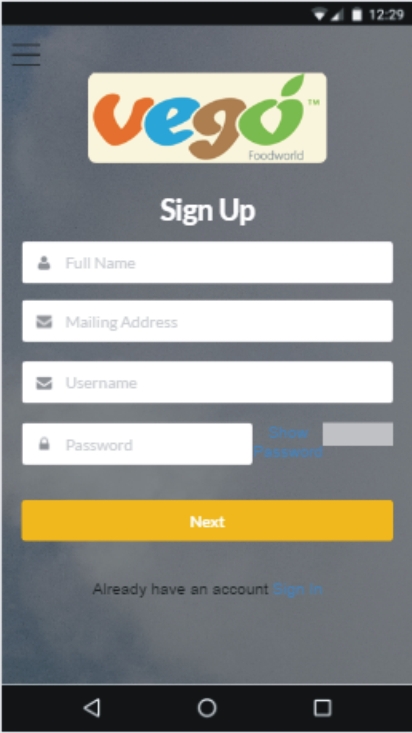 12:29
vego™
Foodworld
Sign Up
Full Name
Mailing Address
Username
Password
Show
Password
Next
Already have an account Sign in